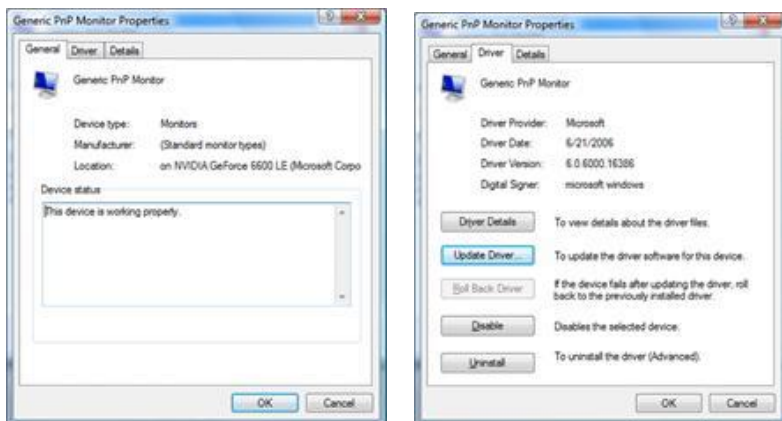 Generic PnP Monitor Properties
General Driver Details
Generic PnP Monitor
Device type: Monitors
Manufacturer: (Standard monitor types)
Location: on NVIDIA GeForce 6600 LE (Microsoft Corpo
Device status
This device is working properly.
OK Cancel
Generic PnP Monitor Properties
General Driver Details
Generic PnP Monitor
Driver Provider: Microsoft
Driver Date: 6/21/2006
Driver Version: 6.0.6000.16386
Digital Signer: microsoft windows
Driver Details To view details about the driver files.
Update Driver... To update the driver software for this device.
Roll Back Driver If the device fails after updating the driver, roll
back to the previously installed driver.
Disable Disables the selected device.
Uninstall To uninstall the driver (Advanced).
OK Cancel